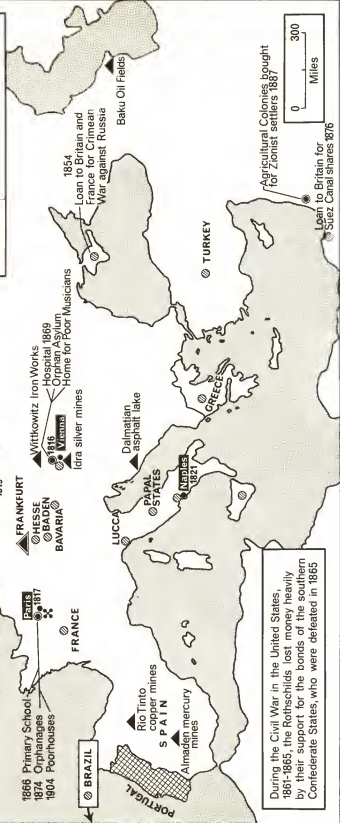 1866 Primary School
1874 Orphanages
1904 Poorhouses
Paris
1817
FRANCE
BRAZIL
FRANKFURT
HESSE
BADEN
BAVARIA
Wittkowitz Iron Works
Hospital 1869
Orphan Asylum
Home for Poor Musicians
1816
Vienna
Idra silver mines
1854
Loan to Britain and
France for Crimean
War against Russia
Baku Oil Fields
Rio Tinto
copper mines
SPAIN
Almaden mercury
mines
PORTUGAL
LUCCA
PAPAL
STATES
Dalmatian
asphalt lake
Naples
1821
GREECE
TURKEY
Agricultural Colonies bought
for Zionist settlers 1887
Loan to Britain for
Suez Canal shares 1876
0 300
Miles
During the Civil War in the United States,
1861-1865, the Rothschilds lost money heavily
by their support for the bonds of the southern
Confederate States, who were defeated in 1865